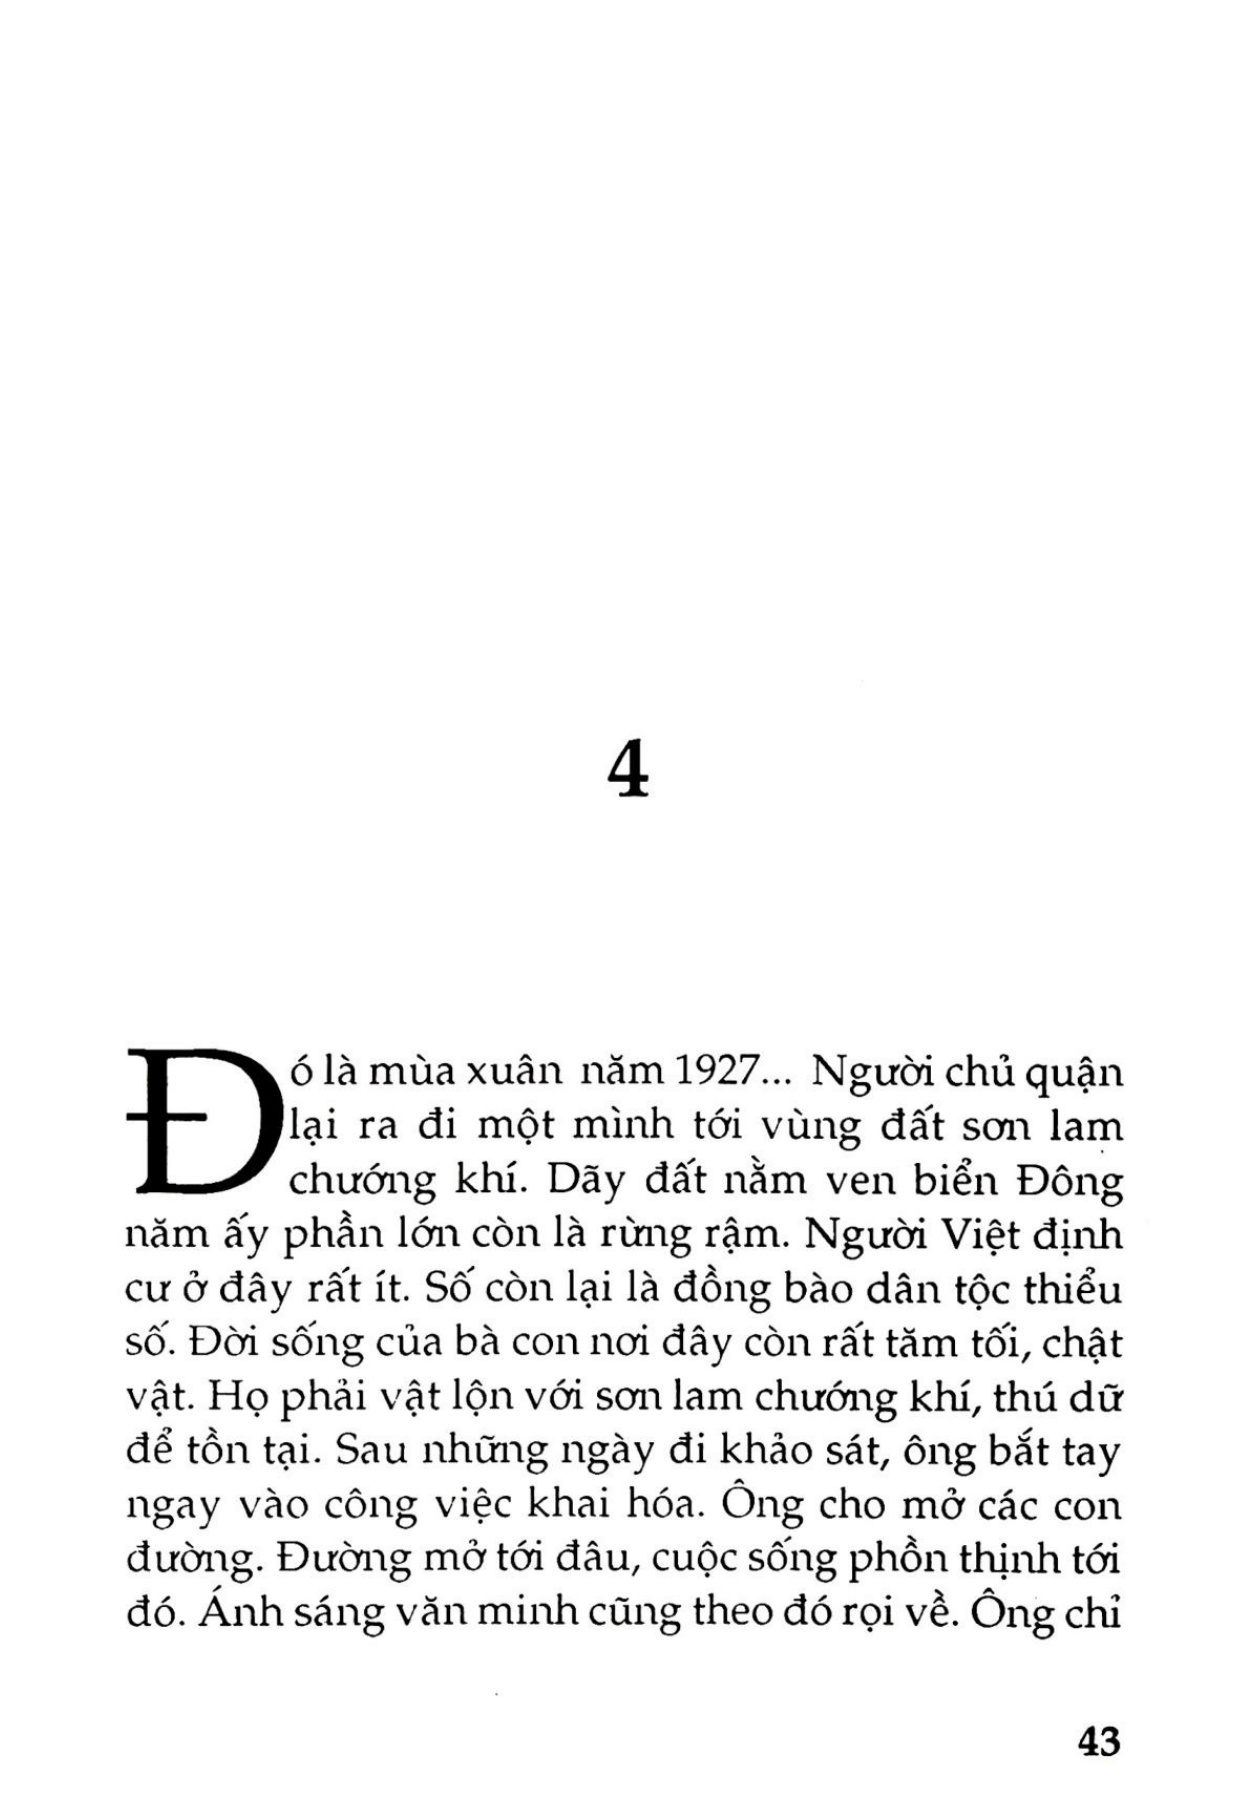 4
Đó là mùa xuân năm 1927... Người chủ quận
lại ra đi một mình tới vùng đất sơn lam
chướng khí. Dãy đất nằm ven biển Đông
năm ấy phần lớn còn là rừng rậm. Người Việt định
cư ở đây rất ít. Số còn lại là đồng bào dân tộc thiểu
số. Đời sống của bà con nơi đây còn rất tăm tối, chật
vật. Họ phải vật lộn với sơn lam chướng khí, thú dữ
để tồn tại. Sau những ngày đi khảo sát, ông bắt tay
ngay vào công việc khai hóa. Ông cho mở các con
đường. Đường mở tới đâu, cuộc sống phồn thịnh tới
đó. Ánh sáng văn minh cũng theo đó rọi về. Ông chỉ
43